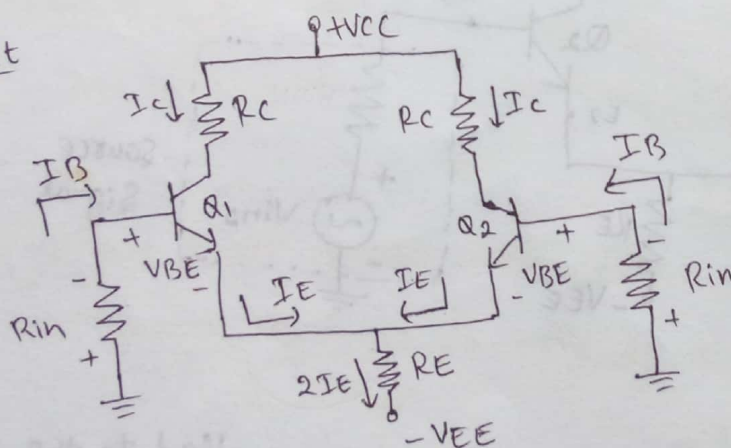 t
+VCC
IC
RC
RC
IC
IB
IB
Q1
Q2
+
+
VBE
VBE
-
-
-
-
Rin
Rin
+
+
IE
IE
2IE
RE
-VEE